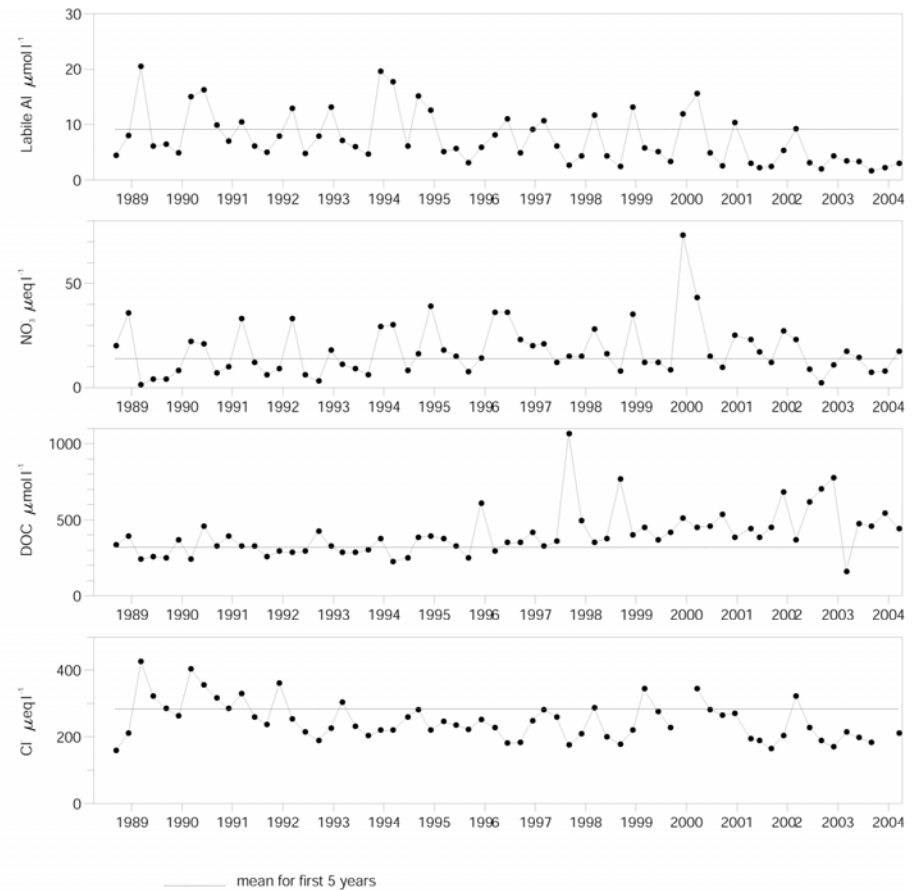 30
20
10
0
Labile Al μmol l⁻¹
1989 1990 1991 1992 1993 1994 1995 1996 1997 1998 1999 2000 2001 2002 2003 2004
50
0
NO₃ μeq l⁻¹
1989 1990 1991 1992 1993 1994 1995 1996 1997 1998 1999 2000 2001 2002 2003 2004
1000
500
0
DOC μmol l⁻¹
1989 1990 1991 1992 1993 1994 1995 1996 1997 1998 1999 2000 2001 2002 2003 2004
400
200
0
Cl μeq l⁻¹
1989 1990 1991 1992 1993 1994 1995 1996 1997 1998 1999 2000 2001 2002 2003 2004
mean for first 5 years